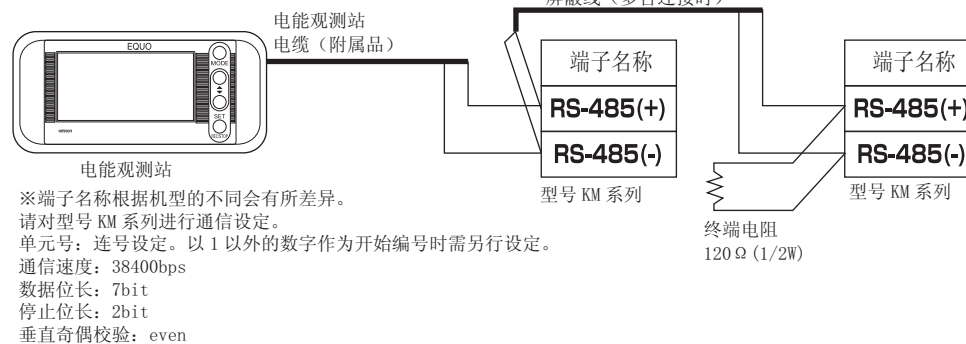 屏蔽线（多台连接时）
电能观测站
电缆（附属品）
EQUO
MODE
SET
omron
电能观测站
端子名称
RS-485(+)
RS-485(-)
型号 KM 系列
端子名称
RS-485(+)
RS-485(-)
型号 KM 系列
终端电阻
120Ω(1/2W)
※端子名称根据机型的不同会有所差异。
请对型号 KM 系列进行通信设定。
单元号：连号设定。以 1 以外的数字作为开始编号时需另行设定。
通信速度：38400bps
数据位长：7bit
停止位长：2bit
垂直奇偶校验：even